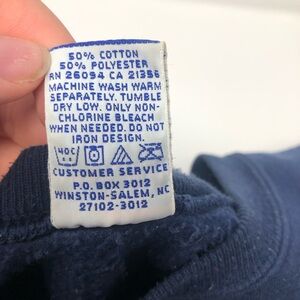 50% COTTON
50% POLYESTER
RN 26094 CA 21356
MACHINE WASH WARM
SEPARATELY. TUMBLE
DRY LOW. ONLY NON-
CHLORINE BLEACH
WHEN NEEDED. DO NOT
IRON DESIGN.
40C
CUSTOMER SERVICE
P.O. BOX 3012
WINSTON-SALEM, NC
27102-3012